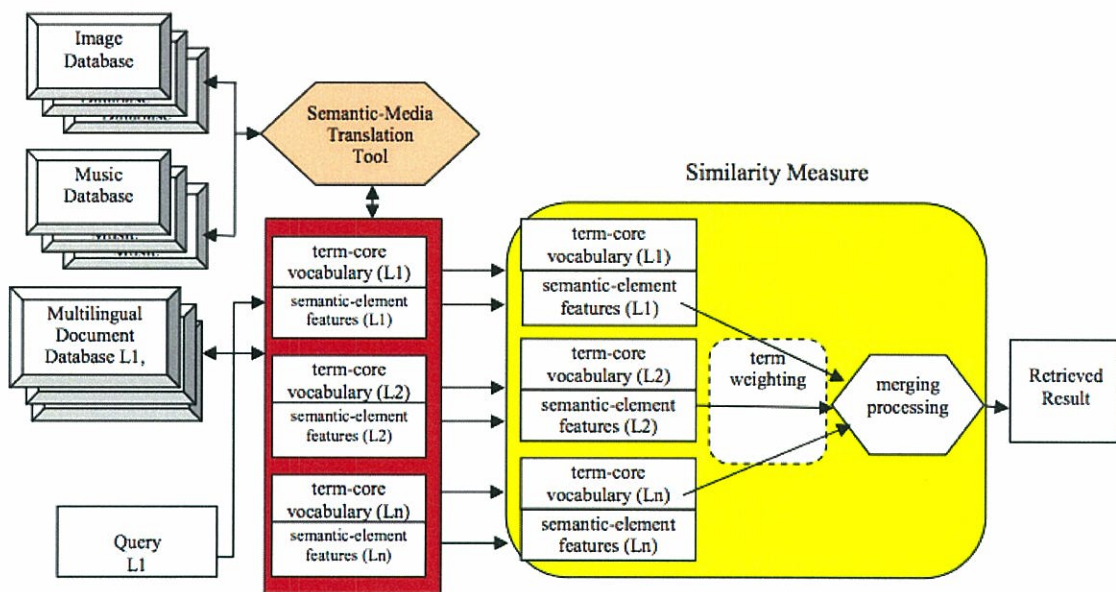 Image
Database
Music
Database
Multilingual
Document
Database L1,
Query
L1
Semantic-Media
Translation
Tool
term-core
vocabulary (L1)
semantic-element
features (L1)
term-core
vocabulary (L2)
semantic-element
features (L2)
term-core
vocabulary (Ln)
semantic-element
features (Ln)
Similarity Measure
term-core
vocabulary (L1)
semantic-element
features (L1)
term-core
vocabulary (L2)
semantic-element
features (L2)
term-core
vocabulary (Ln)
semantic-element
features (Ln)
term
weighting
merging
processing
Retrieved
Result